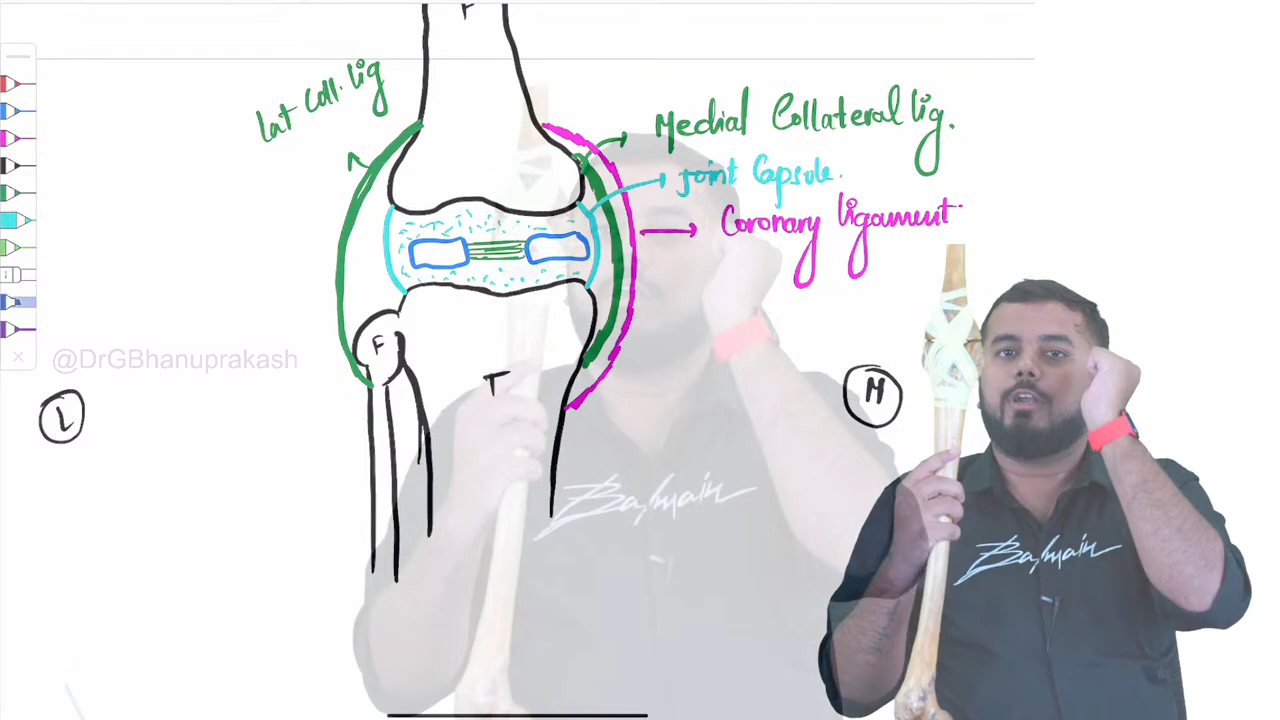 F
Lat Coll. lig
Medial Collateral lig.
Joint Capsule.
Coronary ligament
F
@DrGBhanuprakash
T
L
M
Balmain
Balmain